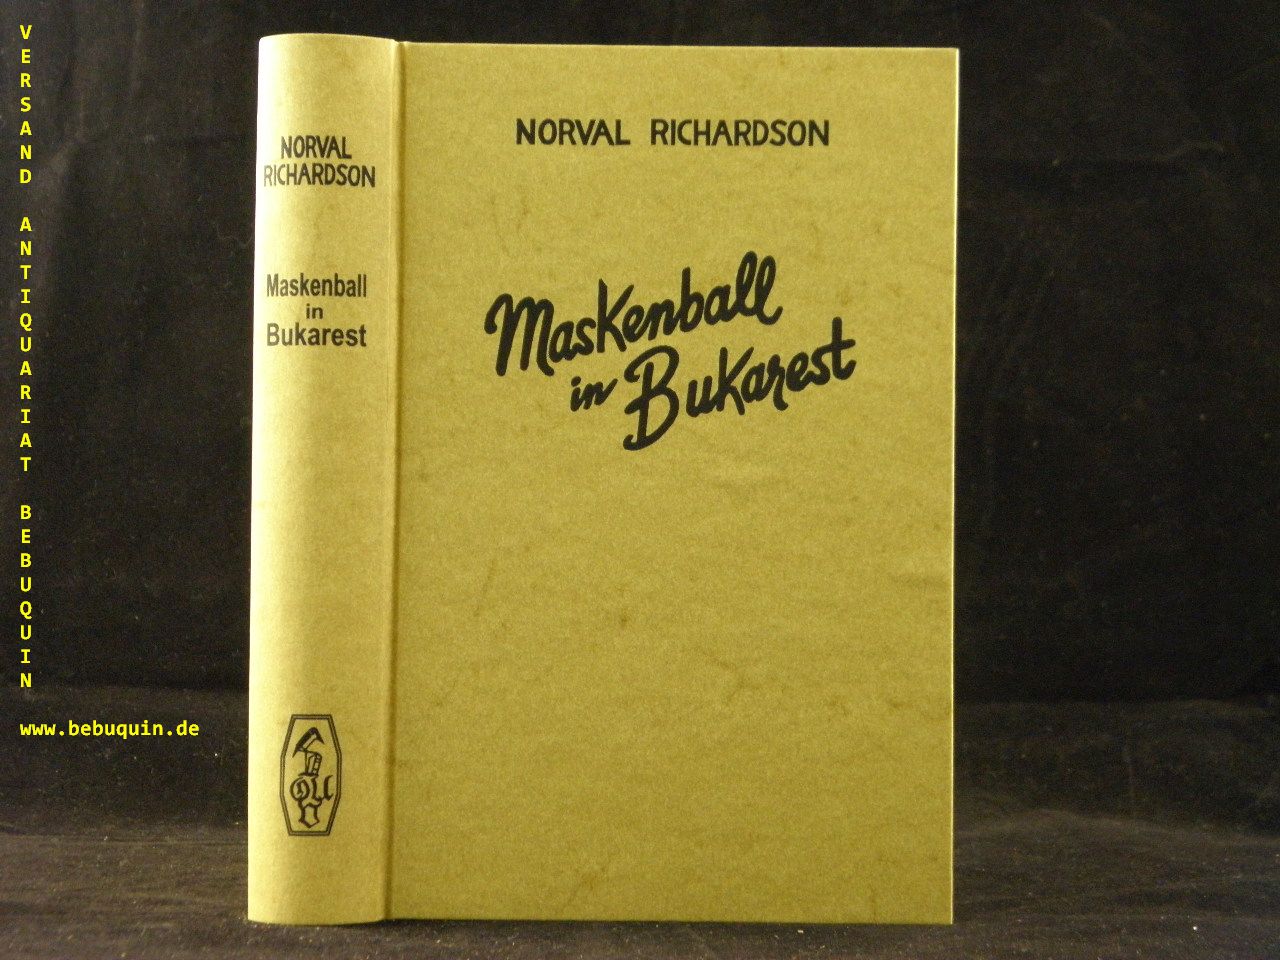 VERSAND ANTIQUARIAT BEBUQUIN
www.bebuquin.de
NORVAL
RICHARDSON
Maskenball
in
Bukarest
NORVAL RICHARDSON
Maskenball
in Bukarest